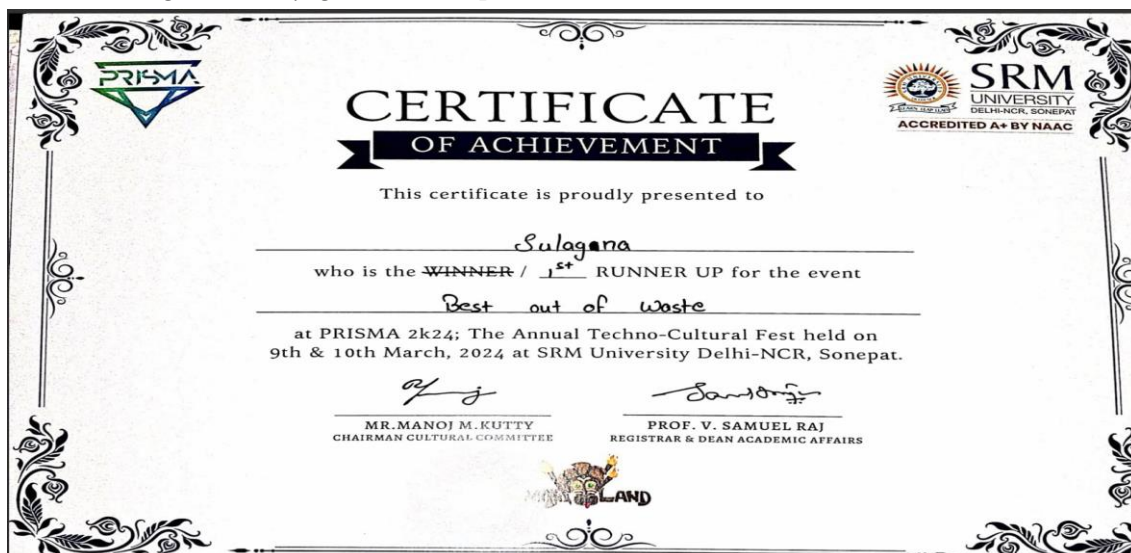 PRISMA
SRM
UNIVERSITY
DELHI-NCR, SONEPAT
ACCREDITED A+ BY NAAC
CERTIFICATE
OF ACHIEVEMENT
This certificate is proudly presented to
Sulagana
who is the WINNER / 1st RUNNER UP for the event
Best out of Waste
at PRISMA 2k24; The Annual Techno-Cultural Fest held on
9th & 10th March, 2024 at SRM University Delhi-NCR, Sonepat.
MR.MANOJ M.KUTTY
CHAIRMAN CULTURAL COMMITTEE
PROF. V. SAMUEL RAJ
REGISTRAR & DEAN ACADEMIC AFFAIRS
LAND